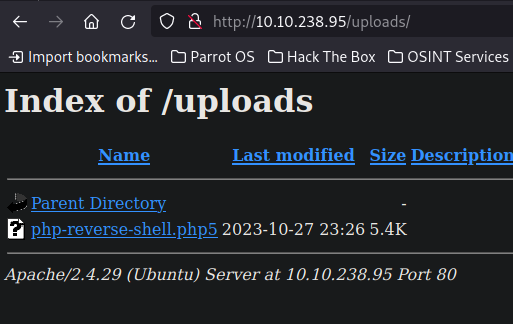 http://10.10.238.95/uploads/
Import bookmarks... Parrot OS Hack The Box OSINT Services
Index of /uploads
Name Last modified Size Description
Parent Directory -
php-reverse-shell.php5 2023-10-27 23:26 5.4K
Apache/2.4.29 (Ubuntu) Server at 10.10.238.95 Port 80